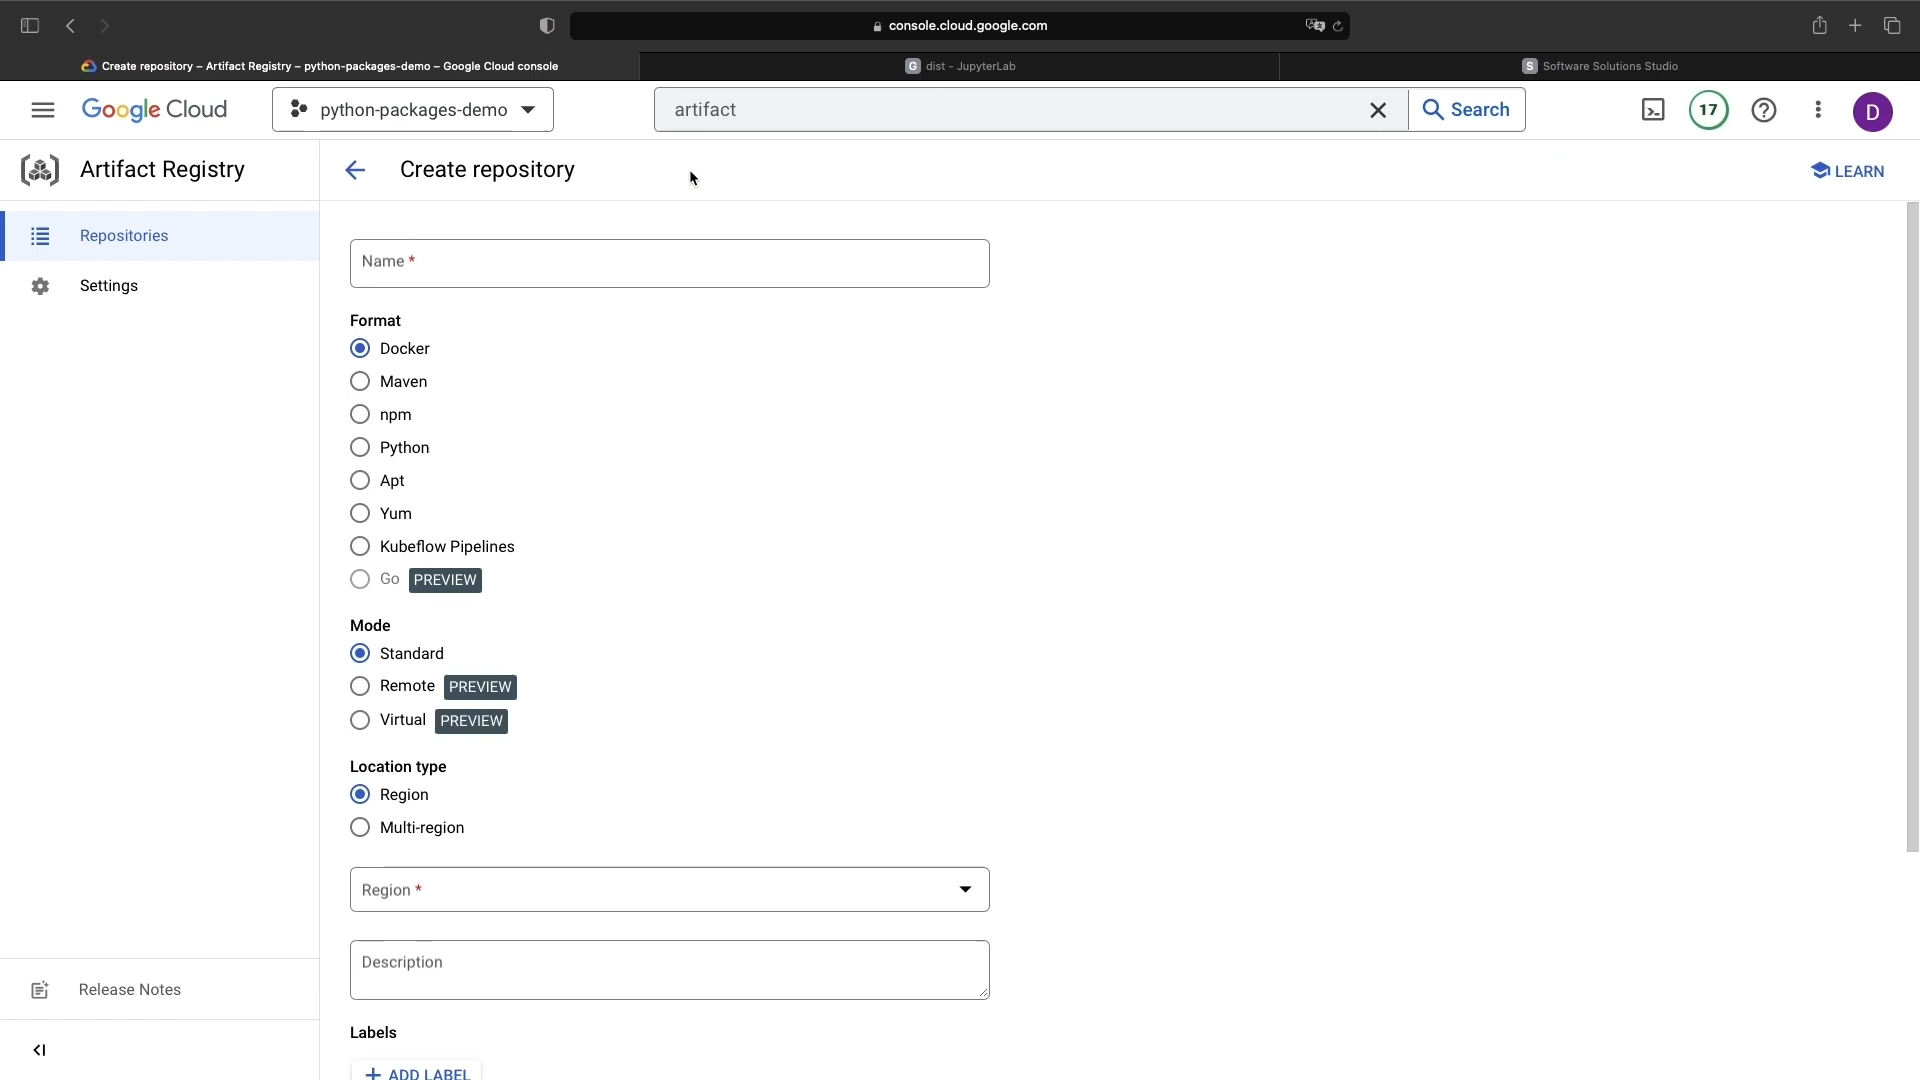 console.cloud.google.com
Create repository – Artifact Registry – python-packages-demo – Google Cloud console
G dist - JupyterLab
S Software Solutions Studio
Google Cloud
python-packages-demo
artifact
Search
17
D
Artifact Registry
Create repository
LEARN
Repositories
Settings
Name *
Format
Docker
Maven
npm
Python
Apt
Yum
Kubeflow Pipelines
Go PREVIEW
Mode
Standard
Remote PREVIEW
Virtual PREVIEW
Location type
Region
Multi-region
Region *
Description
Release Notes
Labels
ADD LABEL